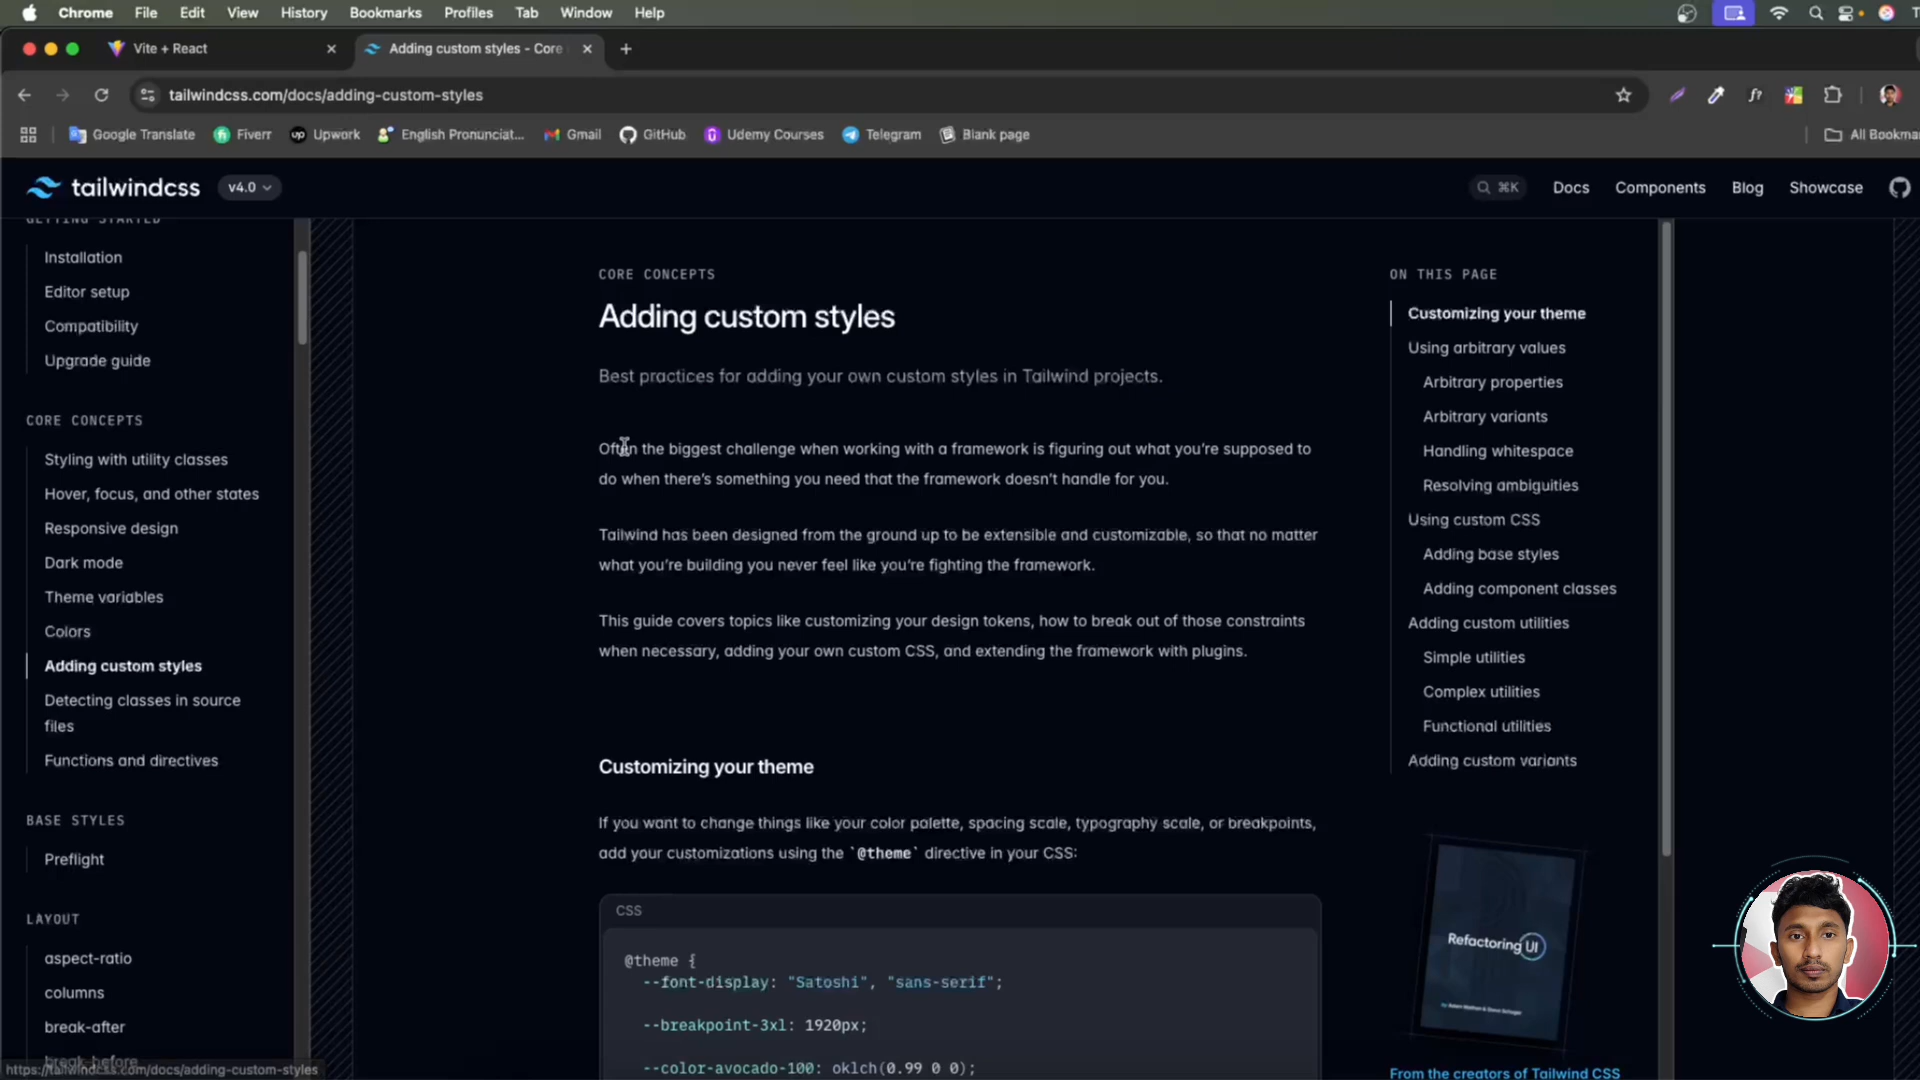 Chrome File Edit View History Bookmarks Profiles Tab Window Help
Vite + React
Adding custom styles - Core
tailwindcss.com/docs/adding-custom-styles
Google Translate Fiverr Upwork English Pronunciat... Gmail GitHub Udemy Courses Telegram Blank page All Bookma
tailwindcss v4.0 ⌘K Docs Components Blog Showcase
GETTING STARTED
Installation
Editor setup
Compatibility
Upgrade guide
CORE CONCEPTS
Styling with utility classes
Hover, focus, and other states
Responsive design
Dark mode
Theme variables
Colors
Adding custom styles
Detecting classes in source
files
Functions and directives
BASE STYLES
Preflight
LAYOUT
aspect-ratio
columns
break-after
break-before
https://tailwindcss.com/docs/adding-custom-styles
CORE CONCEPTS
Adding custom styles
Best practices for adding your own custom styles in Tailwind projects.
Often the biggest challenge when working with a framework is figuring out what you're supposed to
do when there's something you need that the framework doesn't handle for you.
Tailwind has been designed from the ground up to be extensible and customizable, so that no matter
what you're building you never feel like you're fighting the framework.
This guide covers topics like customizing your design tokens, how to break out of those constraints
when necessary, adding your own custom CSS, and extending the framework with plugins.
Customizing your theme
If you want to change things like your color palette, spacing scale, typography scale, or breakpoints,
add your customizations using the `@theme` directive in your CSS:
CSS
@theme {
--font-display: "Satoshi", "sans-serif";
--breakpoint-3xl: 1920px;
--color-avocado-100: oklch(0.99 0 0);
ON THIS PAGE
Customizing your theme
Using arbitrary values
Arbitrary properties
Arbitrary variants
Handling whitespace
Resolving ambiguities
Using custom CSS
Adding base styles
Adding component classes
Adding custom utilities
Simple utilities
Complex utilities
Functional utilities
Adding custom variants
Refactoring UI
From the creators of Tailwind CSS